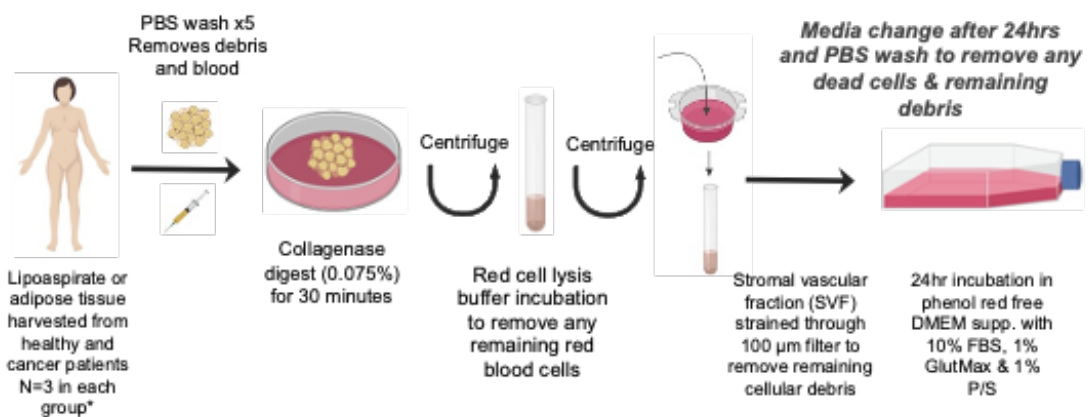 PBS wash x5
Removes debris
and blood
Media change after 24hrs
and PBS wash to remove any
dead cells & remaining
debris
Centrifuge
Centrifuge
Lipoaspirate or
adipose tissue
harvested from
healthy and
cancer patients
N=3 in each
group*
Collagenase
digest (0.075%)
for 30 minutes
Red cell lysis
buffer incubation
to remove any
remaining red
blood cells
Stromal vascular
fraction (SVF)
strained through
100 µm filter to
remove remaining
cellular debris
24hr incubation in
phenol red free
DMEM supp. with
10% FBS, 1%
GlutMax & 1%
P/S